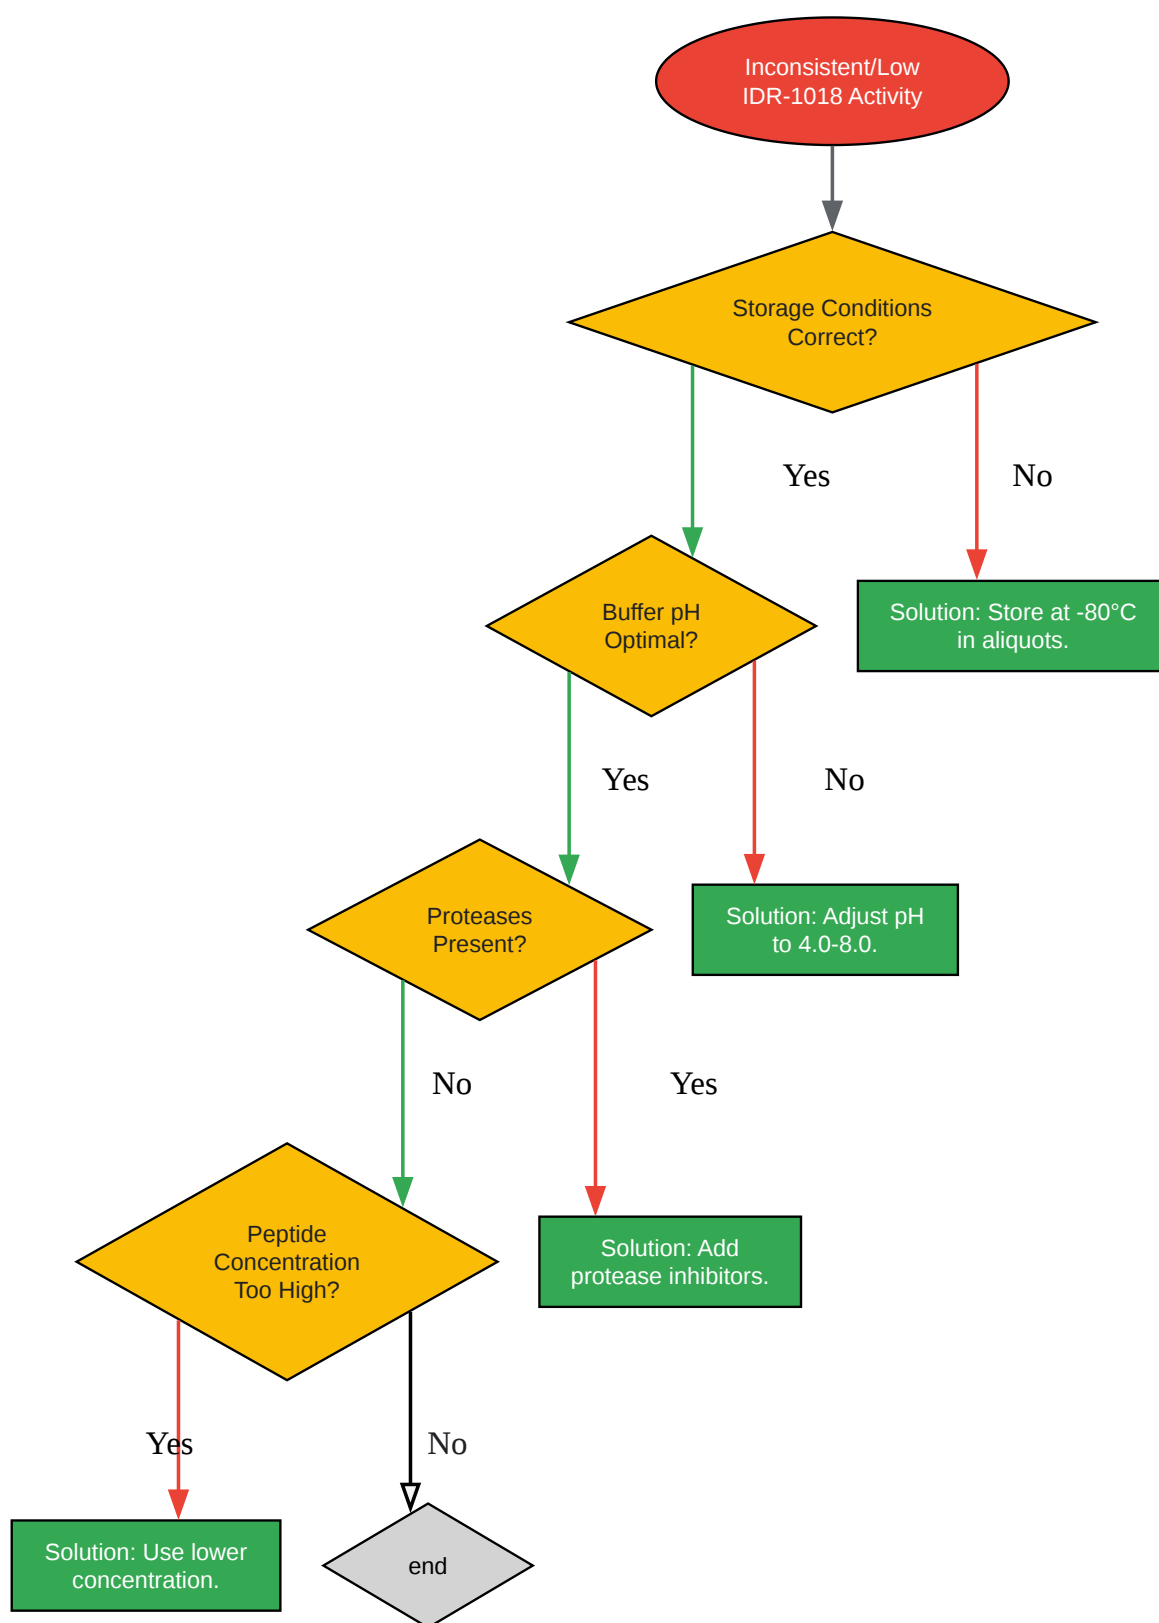 Inconsistent/Low
IDR-1018 Activity
Storage Conditions
Correct?
Yes
No
Buffer pH
Optimal?
Solution: Store at -80°C
in aliquots.
Yes
No
Proteases
Present?
Solution: Adjust pH
to 4.0-8.0.
No
Yes
Peptide
Concentration
Too High?
Solution: Add
protease inhibitors.
Yes
No
Solution: Use lower
concentration.
end